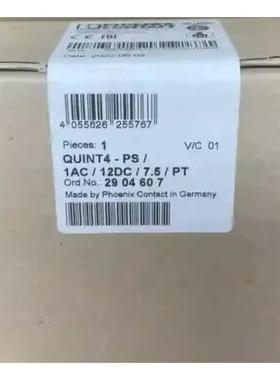 4 055626 255767
Pieces: 1 V/C 01
QUINT4 - PS /
1AC / 12DC / 7.5 / PT
Ord.No.: 29 04 60 7
Made by Phoenix Contact in Germany